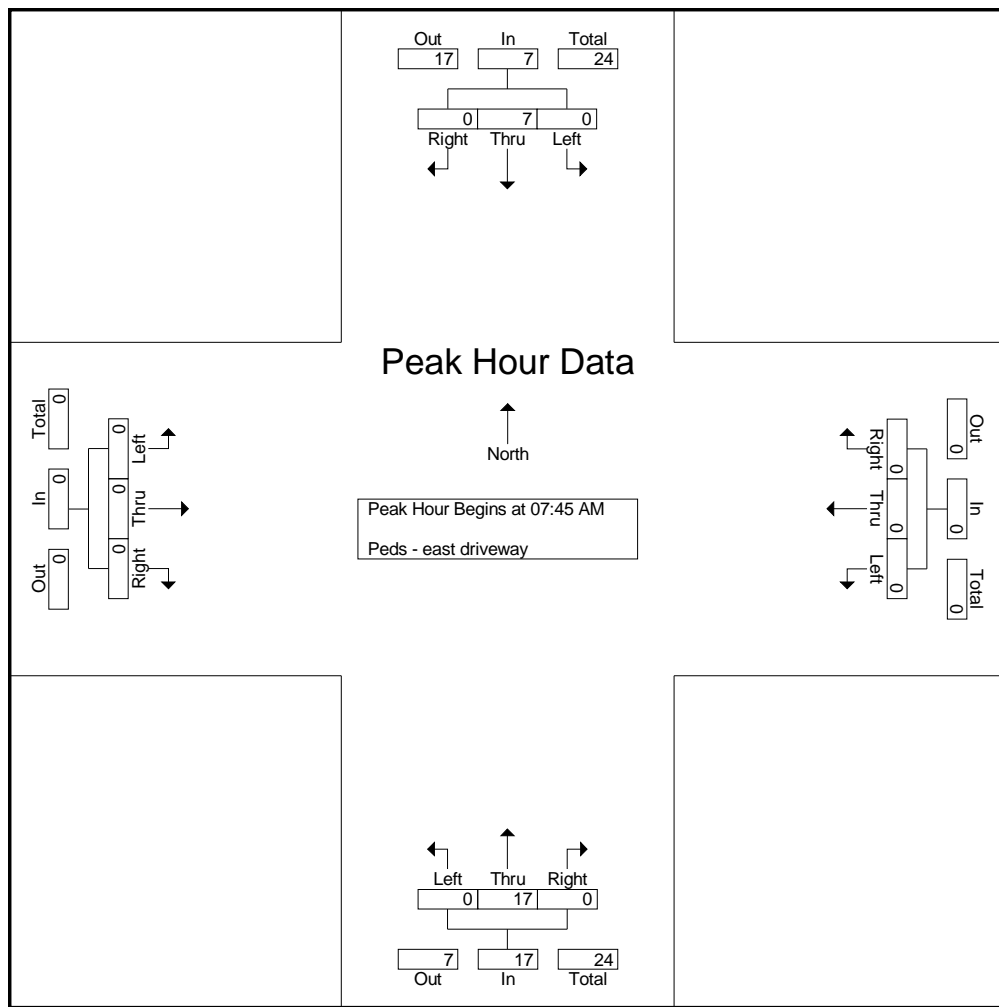 Out In Total
17 7 24
0 7 0
Right Thru Left
Peak Hour Data
North
Peak Hour Begins at 07:45 AM
Peds - east driveway
Total In Out
0 0 0
0 0 0
Left Thru Right
Right Thru Left
0 0 0
0 0 0
Out In Total
Left Thru Right
0 17 0
7 17 24
Out In Total